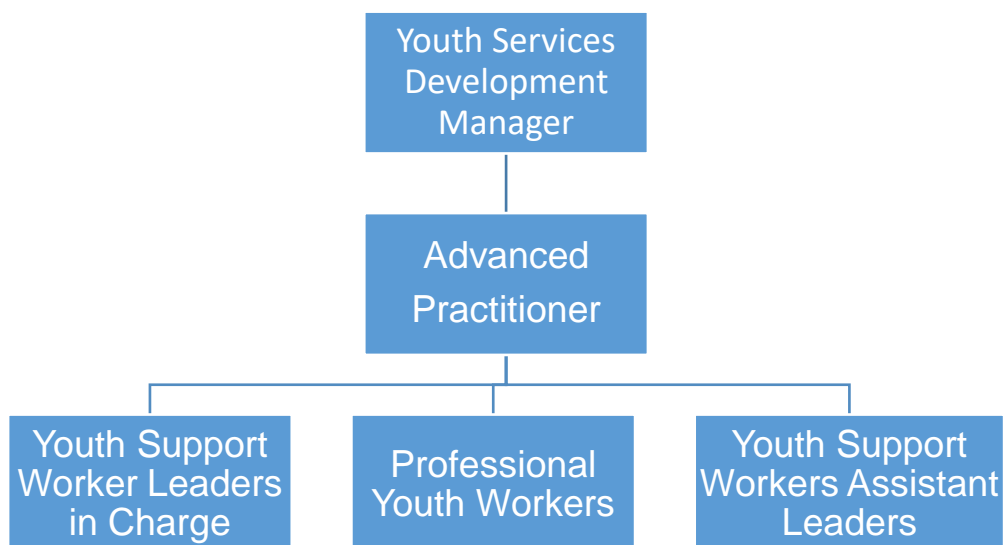 Youth Services
Development
Manager
Advanced
Practitioner
Youth Support
Worker Leaders
in Charge
Professional
Youth Workers
Youth Support
Workers Assistant
Leaders